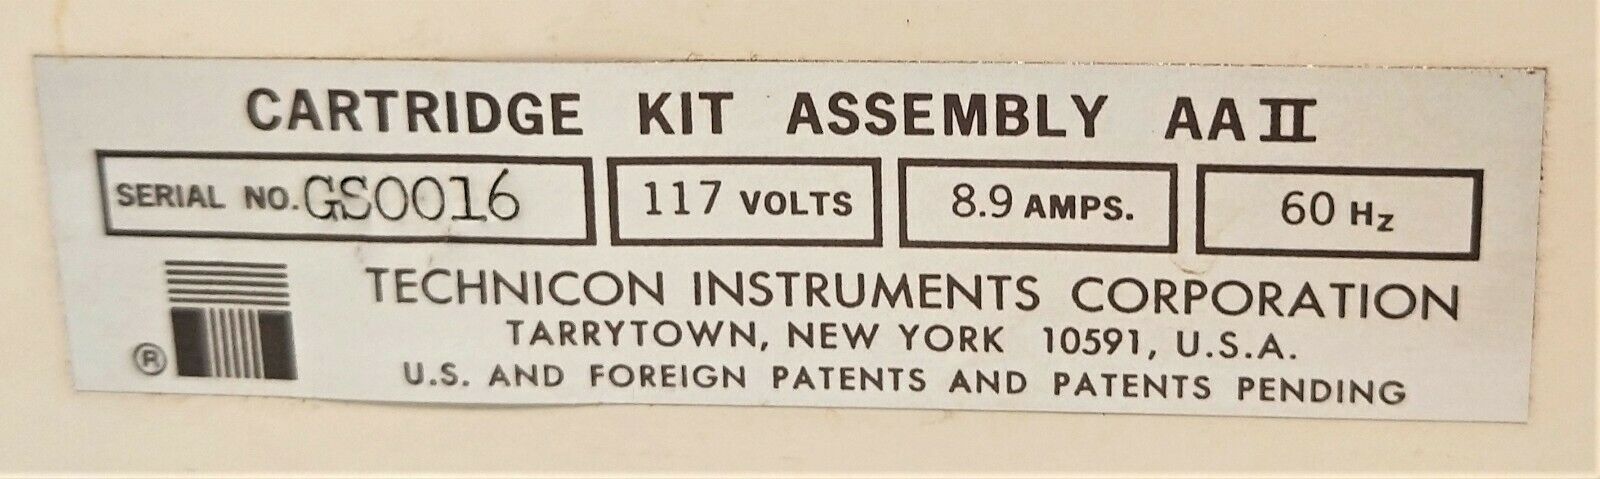 CARTRIDGE KIT ASSEMBLY AA II
SERIAL NO. GS0016 117 VOLTS 8.9 AMPS. 60 Hz
TECHNICON INSTRUMENTS CORPORATION
TARRYTOWN, NEW YORK 10591, U.S.A.
® U.S. AND FOREIGN PATENTS AND PATENTS PENDING